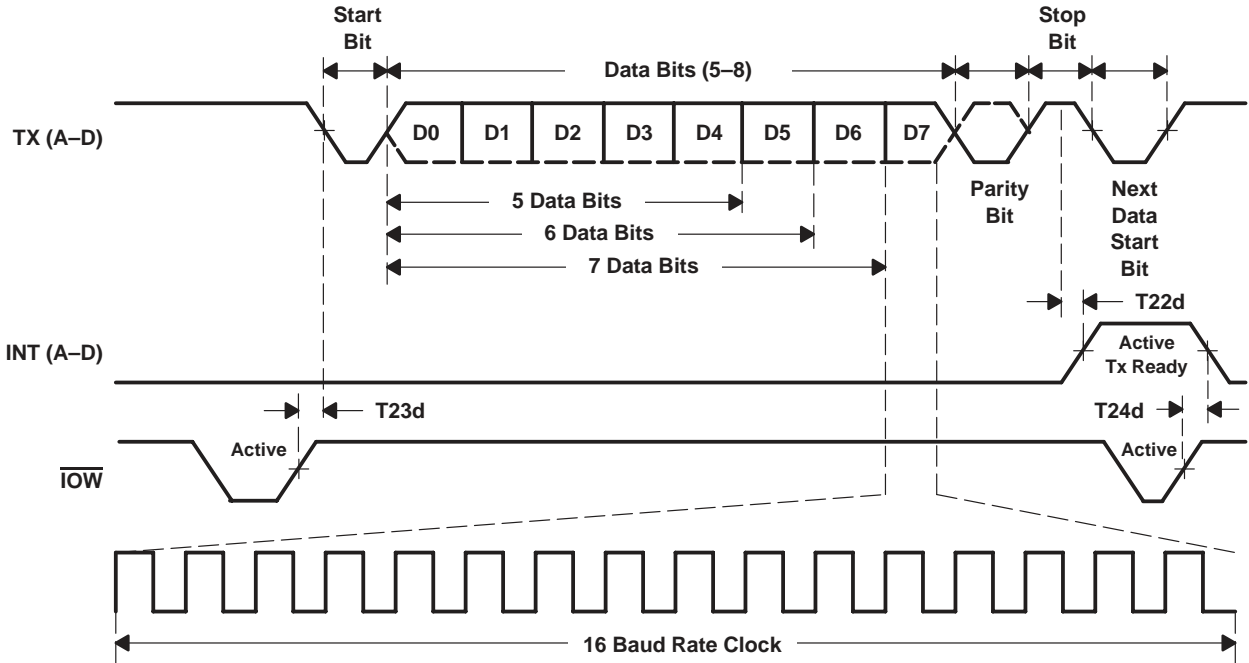 Start
Bit
Stop
Bit
Data Bits (5–8)
TX (A–D)
D0 D1 D2 D3 D4 D5 D6 D7
Parity
Bit
Next
Data
Start
Bit
5 Data Bits
6 Data Bits
7 Data Bits
T22d
INT (A–D)
Active
Tx Ready
T23d
T24d
IOW
Active
Active
16 Baud Rate Clock